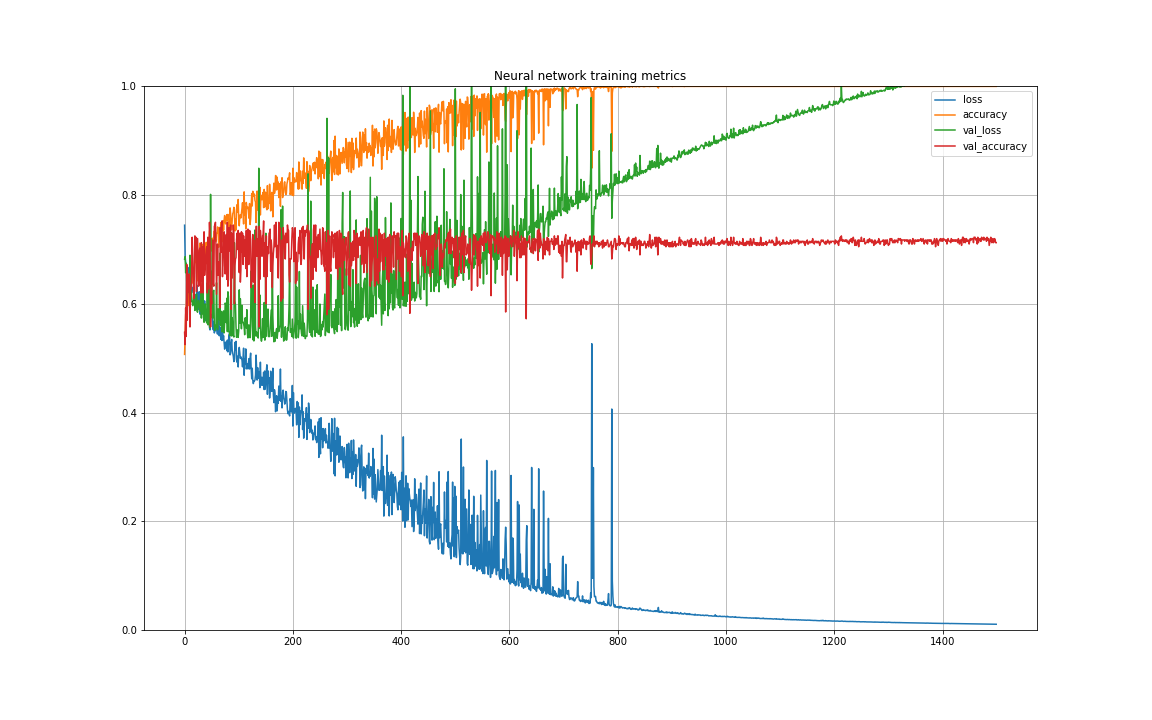 Neural network training metrics
1.0
0.8
0.6
0.4
0.2
0.0
loss
accuracy
val_loss
val_accuracy
0 200 400 600 800 1000 1200 1400